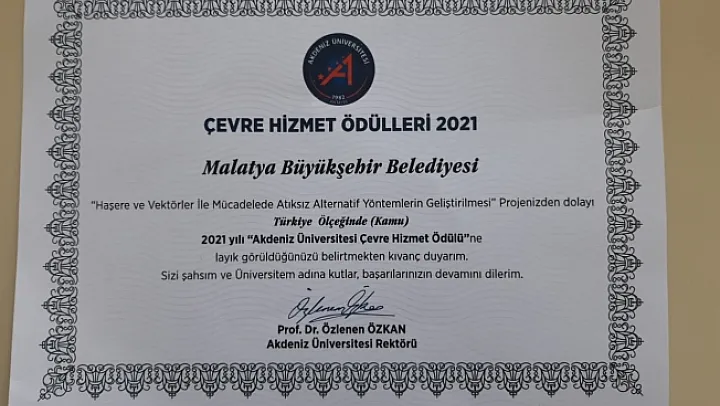 AKDENİZ ÜNİVERSİTESİ
1982
ÇEVRE HİZMET ÖDÜLLERİ 2021
Malatya Büyükşehir Belediyesi
"Haşere ve Vektörler İle Mücadelede Atıksız Alternatif Yöntemlerin Geliştirilmesi" Projenizden dolayı
Türkiye Ölçeğinde (Kamu)
2021 yılı "Akdeniz Üniversitesi Çevre Hizmet Ödülü"ne
layık görüldüğünüzü belirtmekten kıvanç duyarım.
Sizi şahsım ve Üniversitem adına kutlar, başarılarınızın devamını dilerim.
Özlenen Özkan
Prof. Dr. Özlenen ÖZKAN
Akdeniz Üniversitesi Rektörü